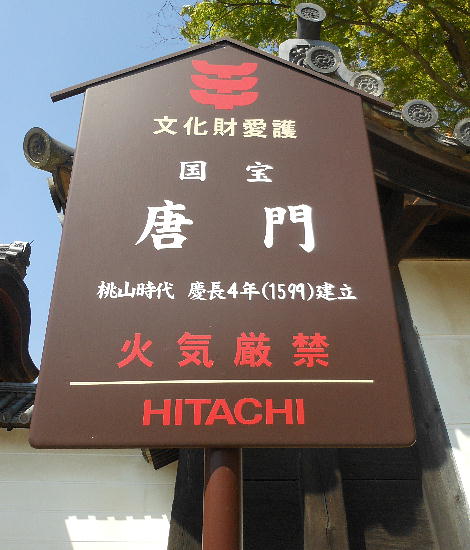 文化財愛護
国宝
唐門
桃山時代 慶長4年(1599)建立
火気厳禁
HITACHI